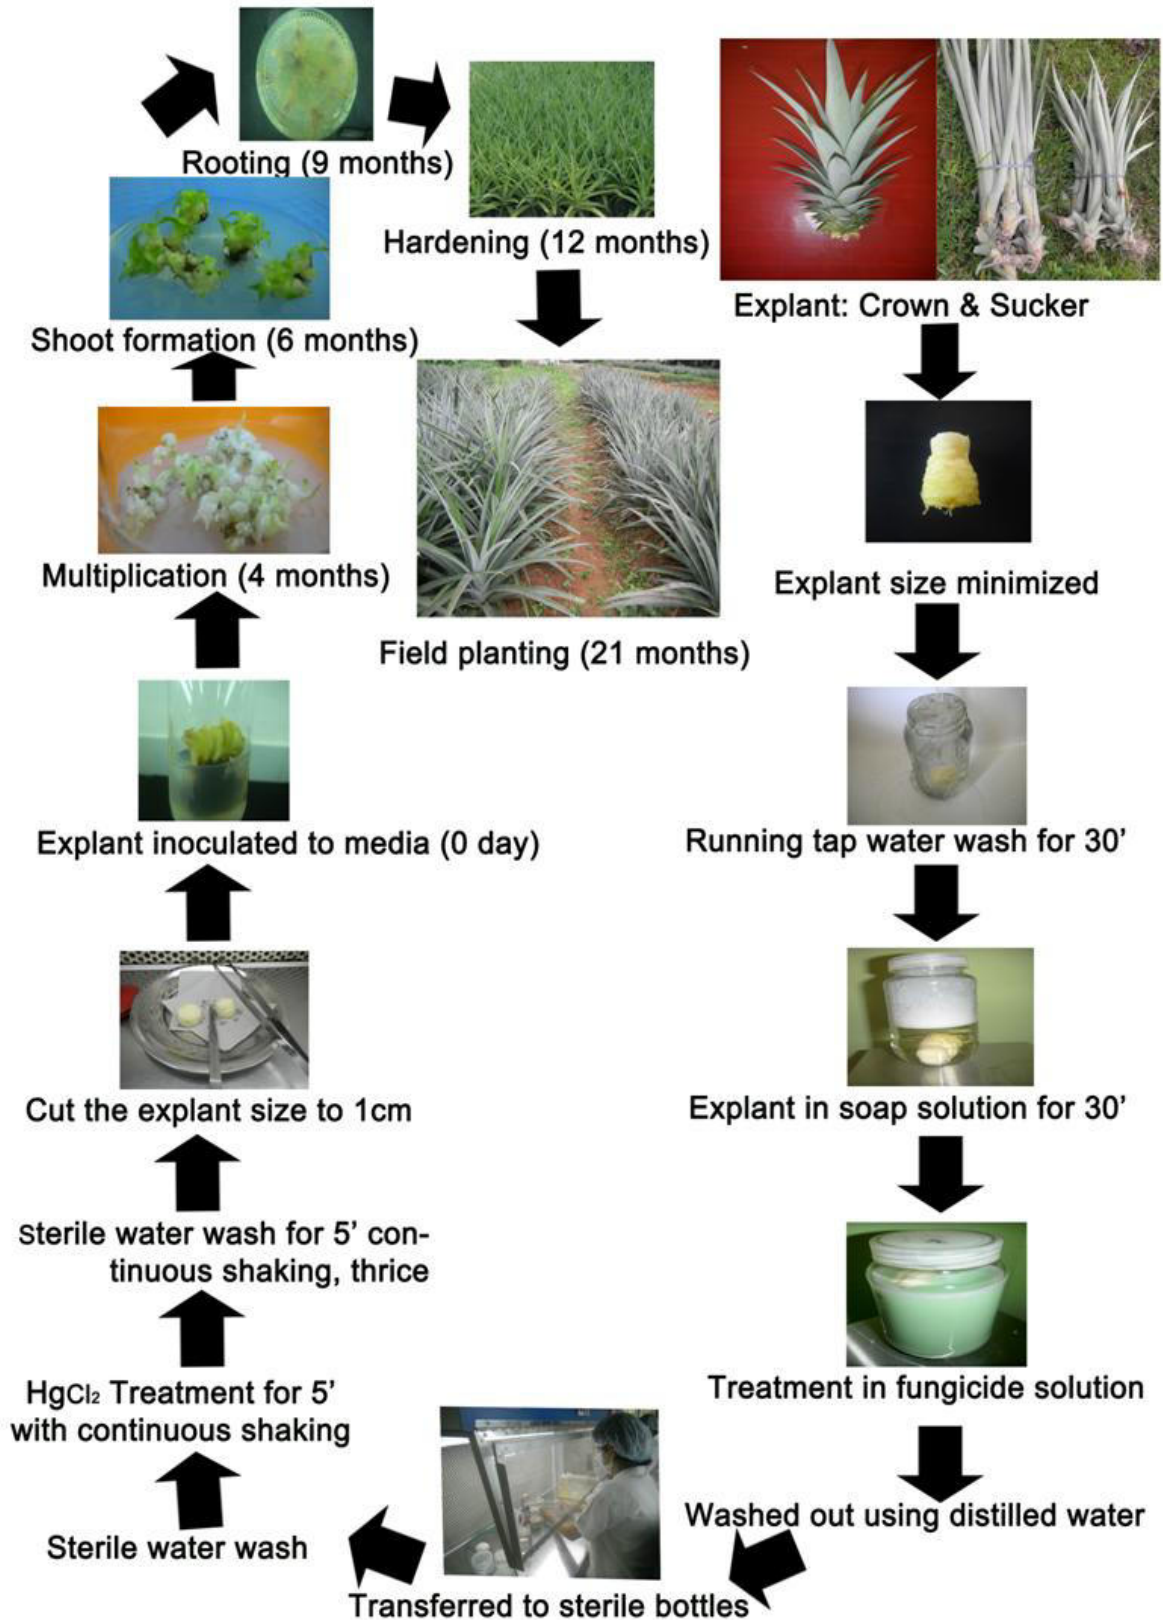 Explant: Crown & Sucker
Explant size minimized
Running tap water wash for 30’
Explant in soap solution for 30’
Treatment in fungicide solution
Washed out using distilled water
Transferred to sterile bottles
Sterile water wash
HgCl₂ Treatment for 5’
with continuous shaking
Sterile water wash for 5’ con-
tinuous shaking, thrice
Cut the explant size to 1cm
Explant inoculated to media (0 day)
Multiplication (4 months)
Shoot formation (6 months)
Rooting (9 months)
Hardening (12 months)
Field planting (21 months)